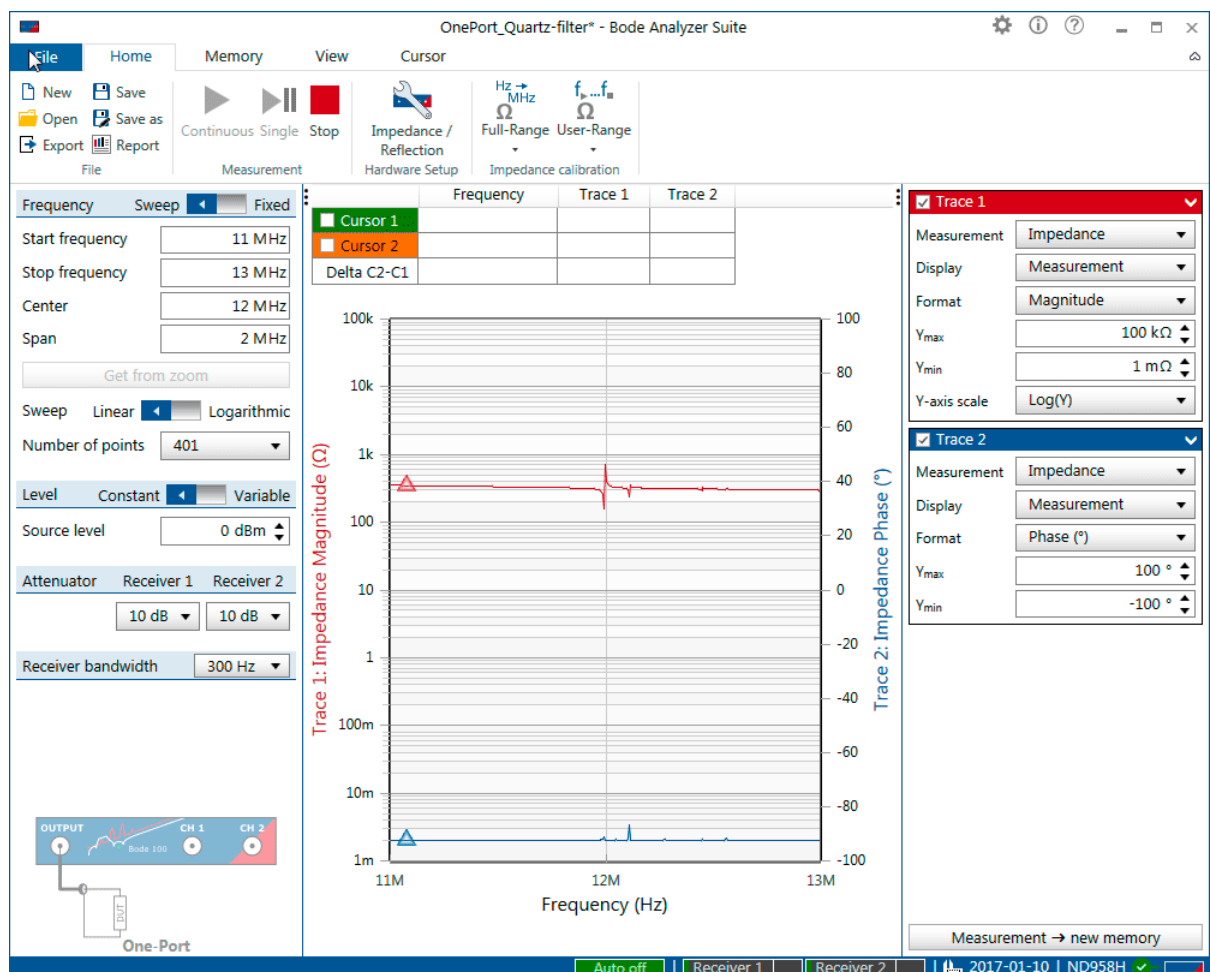 OnePort_Quartz-filter* - Bode Analyzer Suite
File Home Memory View Cursor
New Save
Open Save as
Export Report
File
Continuous Single Stop
Measurement
Impedance /
Reflection
Hardware Setup
Hz
MHz
Ω
Full-Range
f....f
Ω
User-Range
Impedance calibration
Frequency Sweep Fixed
Start frequency 11 MHz
Stop frequency 13 MHz
Center 12 MHz
Span 2 MHz
Get from zoom
Sweep Linear Logarithmic
Number of points 401
Level Constant Variable
Source level 0 dBm
Attenuator Receiver 1 Receiver 2
10 dB 10 dB
Receiver bandwidth 300 Hz
OUTPUT CH 1 CH 2
Bode 100
DUT
One-Port
Frequency Trace 1 Trace 2
Cursor 1
Cursor 2
Delta C2-C1
Trace 1: Impedance Magnitude (Ω)
100k
10k
1k
100
10
1
100m
10m
1m
100
80
60
40
20
0
-20
-40
-60
-80
-100
Trace 2: Impedance Phase (°)
11M 12M 13M
Frequency (Hz)
Trace 1
Measurement Impedance
Display Measurement
Format Magnitude
Ymax 100 kΩ
Ymin 1 mΩ
Y-axis scale Log(Y)
Trace 2
Measurement Impedance
Display Measurement
Format Phase (°)
Ymax 100 °
Ymin -100 °
Measurement → new memory
Auto off | Receiver 1 Receiver 2 | 2017-01-10 | ND958H